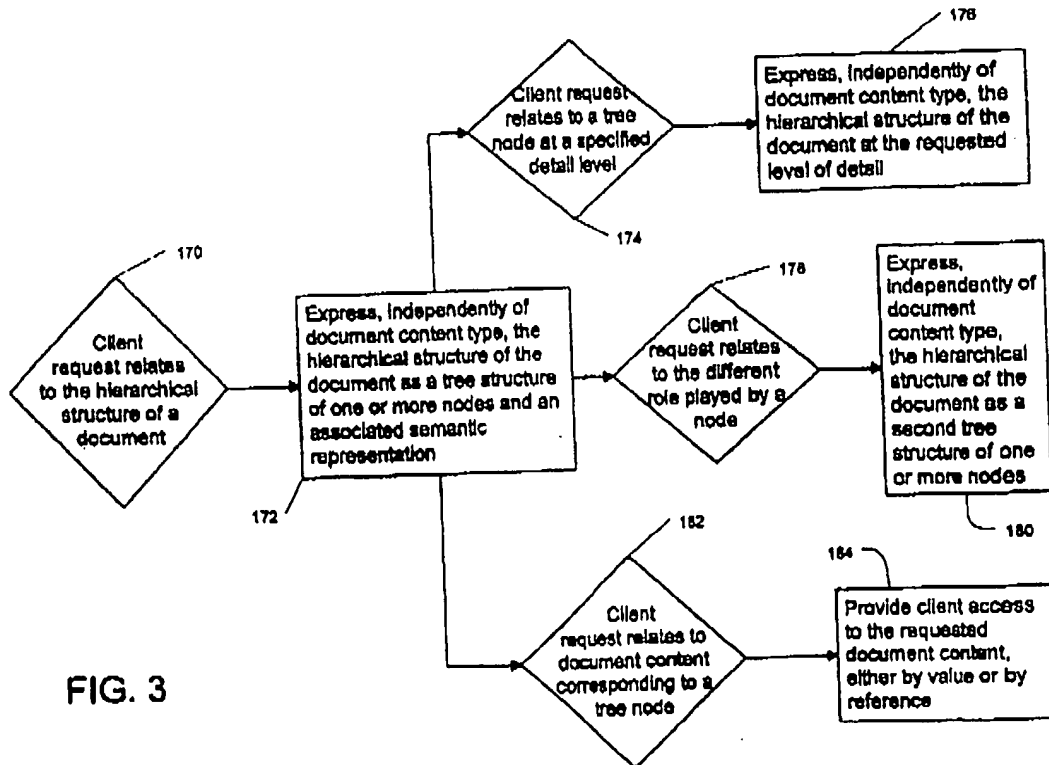 176
Client request
relates to a tree
node at a specified
detail level
Express, independently of
document content type, the
hierarchical structure of the
document at the requested
level of detail
174
170
Client
request relates
to the hierarchical
structure of a
document
Express, independently of
document content type, the
hierarchical structure of the
document as a tree structure
of one or more nodes and an
associated semantic
representation
172
178
Client
request relates
to the different
role played by a
node
Express,
independently of
document
content type,
the hierarchical
structure of the
document as a
second tree
structure of one
or more nodes
180
182
Client
request relates to
document content
corresponding to a
tree node
184
Provide client access
to the requested
document content,
either by value or by
reference
FIG. 3